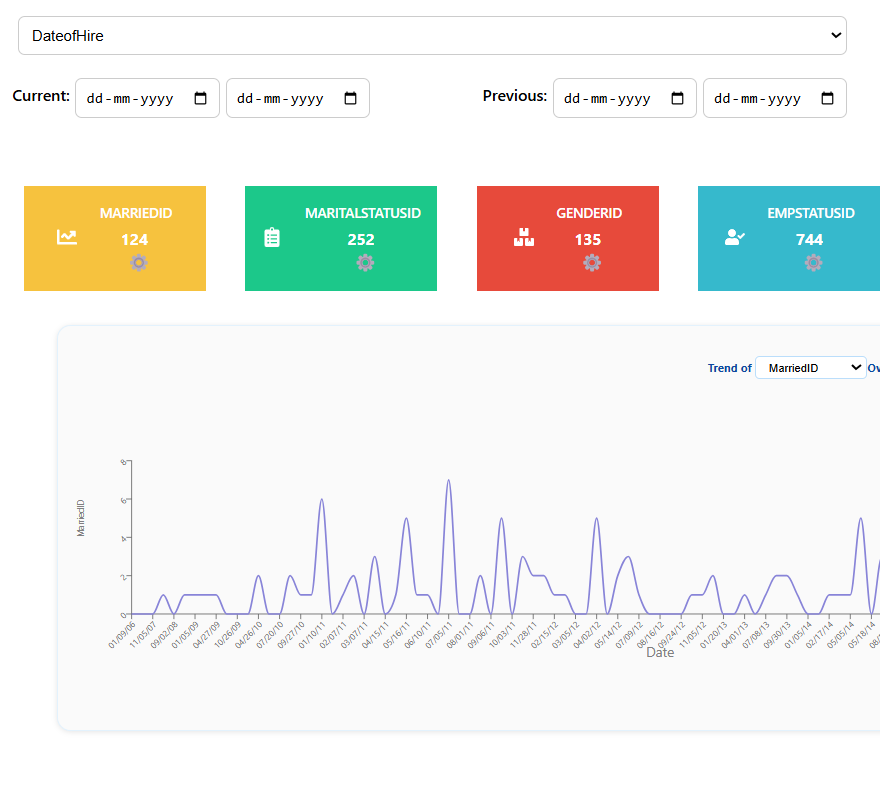 DateofHire
Current: dd-mm-yyyy dd-mm-yyyy Previous: dd-mm-yyyy dd-mm-yyyy
MARRIEDID MARITALSTATUSID GENDERID EMPSTATUSID
124 252 135 744
Trend of MarriedID Ov
8
6
4
2
0
MarriedID
01/09/06 11/05/07 09/02/08 01/05/09 04/27/09 10/26/09 04/26/10 07/20/10 09/27/10 01/10/11 02/07/11 03/07/11 04/15/11 05/16/11 06/10/11 07/05/11 08/01/11 09/06/11 10/03/11 11/28/11 02/15/12 03/05/12 04/02/12 05/14/12 07/09/12 08/16/12 09/24/12 11/05/12 01/20/13 04/01/13 07/08/13 09/30/13 01/05/14 02/17/14 05/05/14 05/18/14
Date